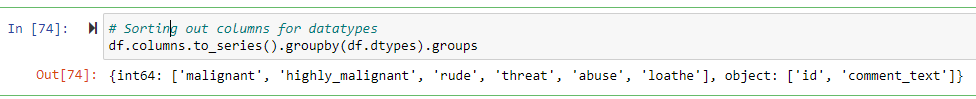 In [74]: # Sorting out columns for datatypes
df.columns.to_series().groupby(df.dtypes).groups
Out[74]: {int64: ['malignant', 'highly_malignant', 'rude', 'threat', 'abuse', 'loathe'], object: ['id', 'comment_text']}